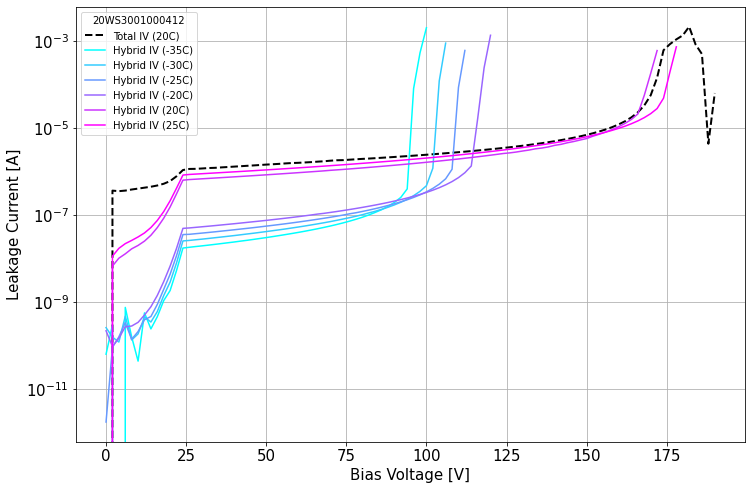 20WS3001000412
Total IV (20C)
Hybrid IV (-35C)
Hybrid IV (-30C)
Hybrid IV (-25C)
Hybrid IV (-20C)
Hybrid IV (20C)
Hybrid IV (25C)
Leakage Current [A]
10⁻³
10⁻⁵
10⁻⁷
10⁻⁹
10⁻¹¹
0 25 50 75 100 125 150 175
Bias Voltage [V]